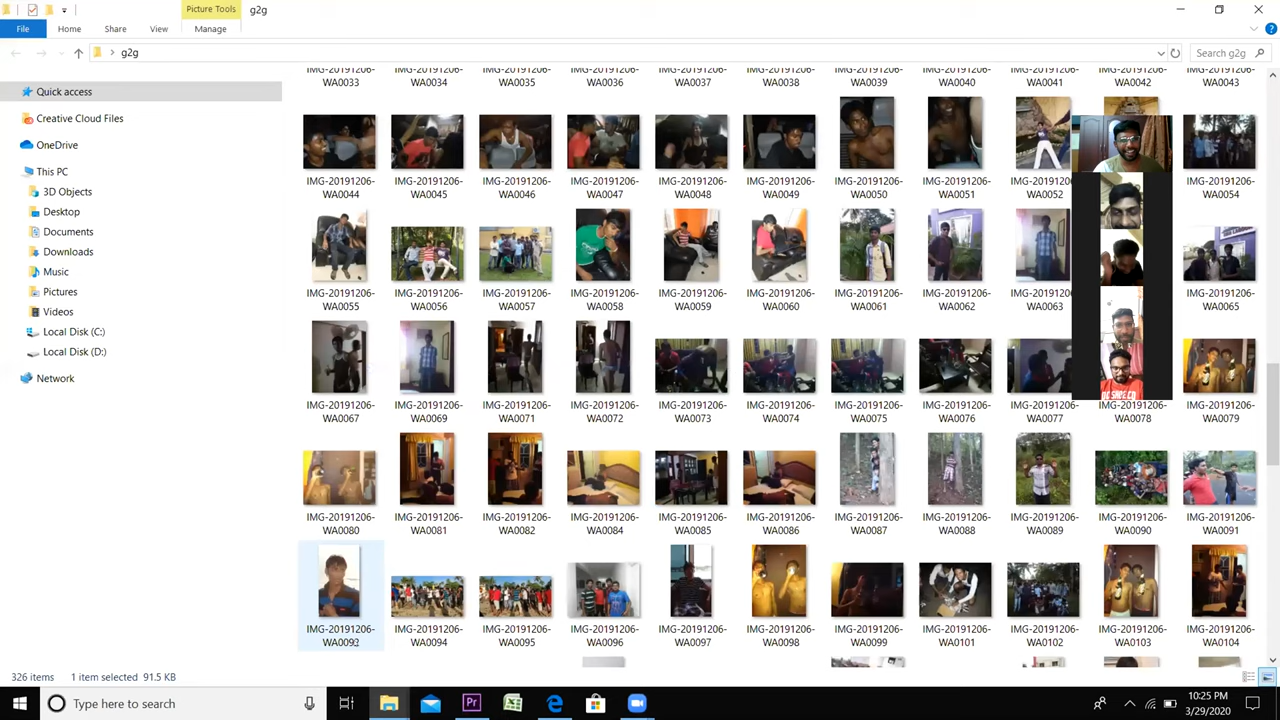 Picture Tools g2g
File Home Share View Manage
g2g Search g2g
Quick access
Creative Cloud Files
OneDrive
This PC
3D Objects
Desktop
Documents
Downloads
Music
Pictures
Videos
Local Disk (C:)
Local Disk (D:)
Network
IMG-20191206- IMG-20191206- IMG-20191206- IMG-20191206- IMG-20191206- IMG-20191206- IMG-20191206- IMG-20191206- IMG-20191206- IMG-20191206- IMG-20191206-
WA0033 WA0034 WA0035 WA0036 WA0037 WA0038 WA0039 WA0040 WA0041 WA0042 WA0043
IMG-20191206- IMG-20191206- IMG-20191206- IMG-20191206- IMG-20191206- IMG-20191206- IMG-20191206- IMG-20191206- IMG-20191206- IMG-20191206-
WA0044 WA0045 WA0046 WA0047 WA0048 WA0049 WA0050 WA0051 WA0052 WA0054
IMG-20191206- IMG-20191206- IMG-20191206- IMG-20191206- IMG-20191206- IMG-20191206- IMG-20191206- IMG-20191206- IMG-20191206- IMG-20191206-
WA0055 WA0056 WA0057 WA0058 WA0059 WA0060 WA0061 WA0062 WA0063 WA0065
IMG-20191206- IMG-20191206- IMG-20191206- IMG-20191206- IMG-20191206- IMG-20191206- IMG-20191206- IMG-20191206- IMG-20191206- IMG-20191206- IMG-20191206-
WA0067 WA0069 WA0071 WA0072 WA0073 WA0074 WA0075 WA0076 WA0077 WA0078 WA0079
IMG-20191206- IMG-20191206- IMG-20191206- IMG-20191206- IMG-20191206- IMG-20191206- IMG-20191206- IMG-20191206- IMG-20191206- IMG-20191206- IMG-20191206-
WA0080 WA0081 WA0082 WA0084 WA0085 WA0086 WA0087 WA0088 WA0089 WA0090 WA0091
IMG-20191206- IMG-20191206- IMG-20191206- IMG-20191206- IMG-20191206- IMG-20191206- IMG-20191206- IMG-20191206- IMG-20191206- IMG-20191206- IMG-20191206-
WA0093 WA0094 WA0095 WA0096 WA0097 WA0098 WA0099 WA0101 WA0102 WA0103 WA0104
326 items 1 item selected 91.5 KB
Type here to search
Pr
10:25 PM
3/29/2020